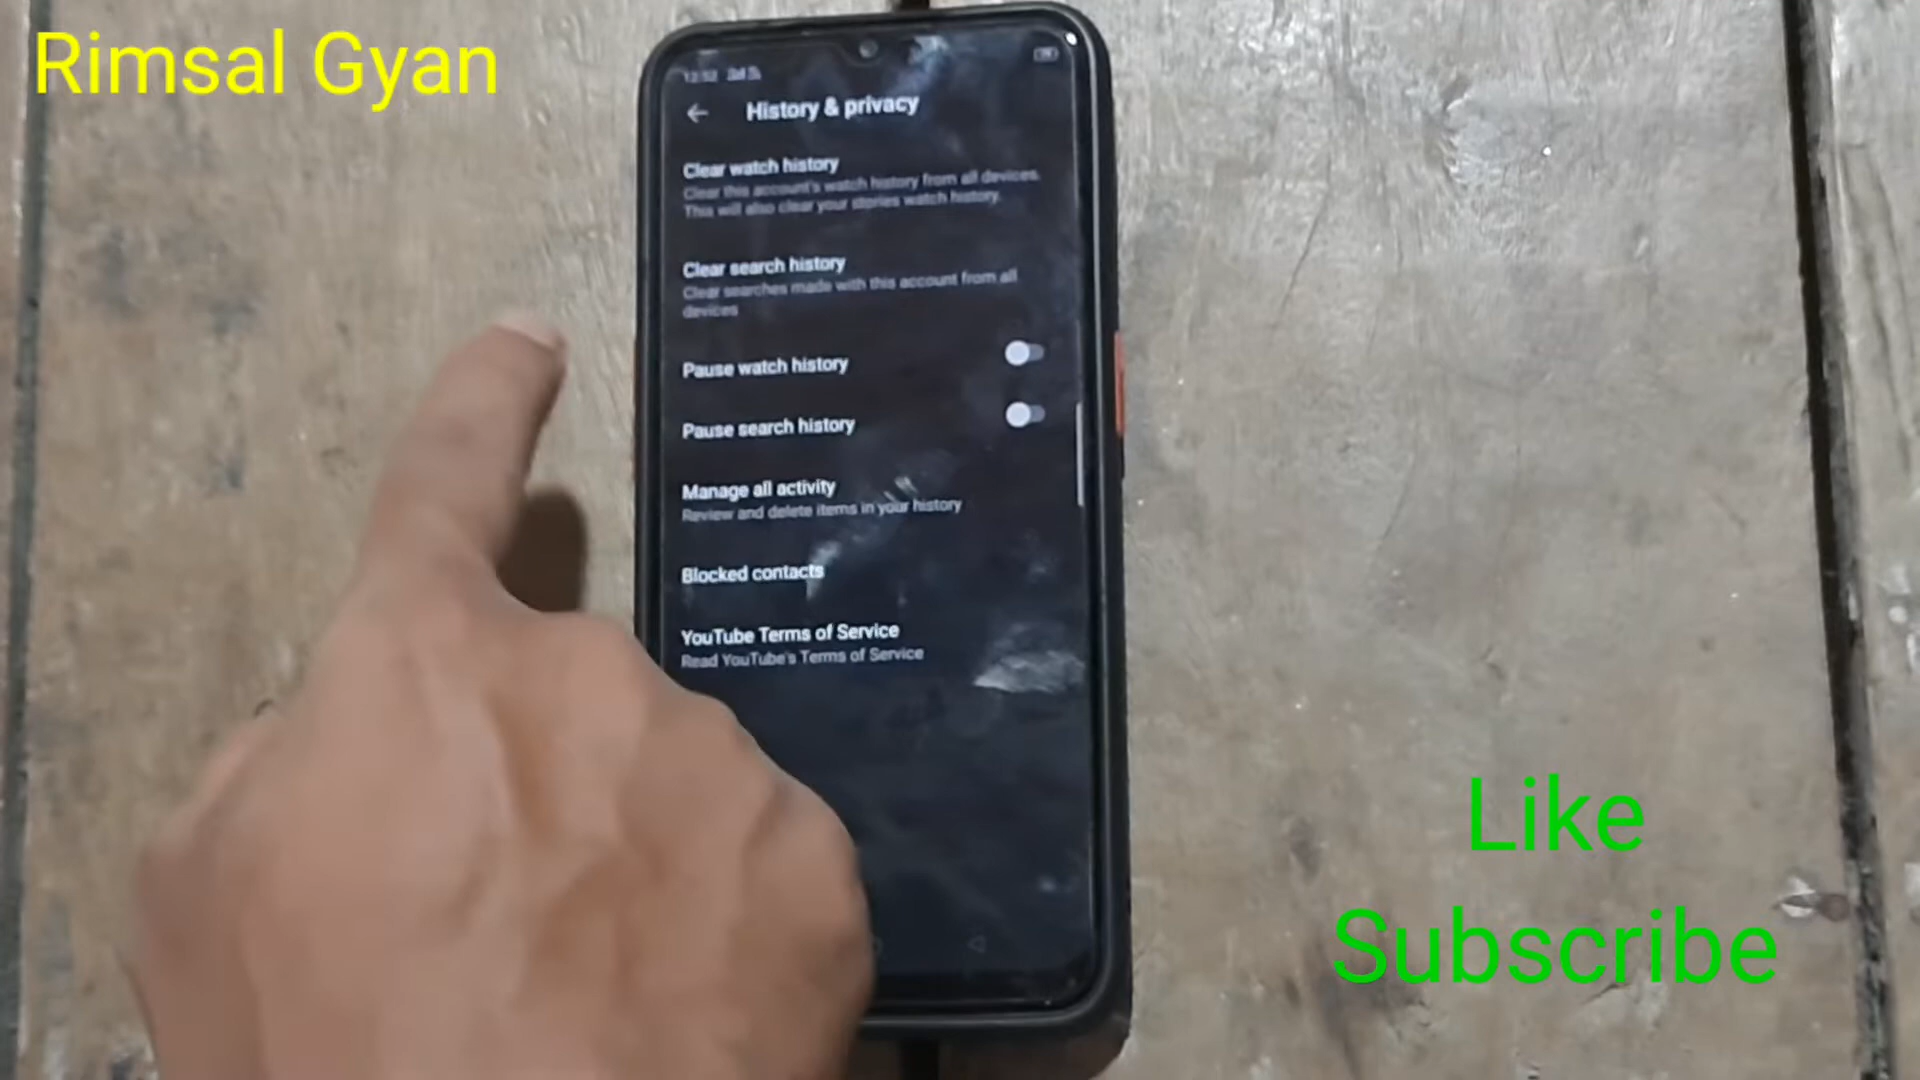 Rimsal Gyan
12:52
History & privacy
Clear watch history
Clear this account's watch history from all devices.
This will also clear your stories watch history.
Clear search history
Clear searches made with this account from all
devices
Pause watch history
Pause search history
Manage all activity
Review and delete items in your history
Blocked contacts
YouTube Terms of Service
Read YouTube's Terms of Service
Like
Subscribe